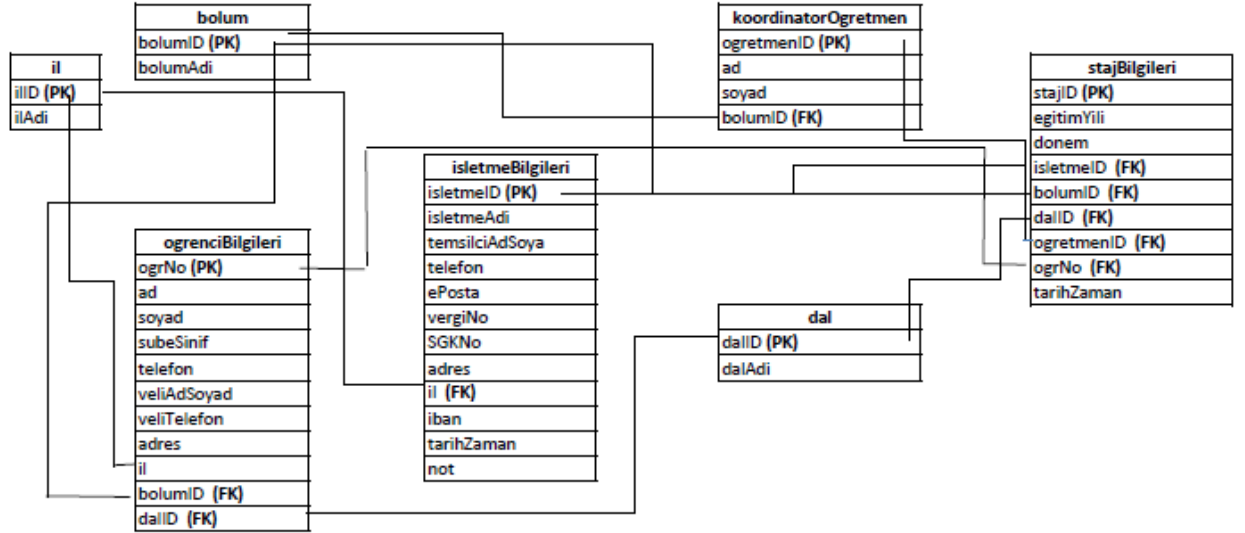 bolum
bolumID (PK)
bolumAdi
il
ilID (PK)
ilAdi
koordinatorOgretmen
ogretmenID (PK)
ad
soyad
bolumID (FK)
stajBilgileri
stajID (PK)
egitimYili
donem
isletmeID (FK)
bolumID (FK)
dalID (FK)
ogretmenID (FK)
ogrNo (FK)
tarihZaman
isletmeBilgileri
isletmeID (PK)
isletmeAdi
temsilciAdSoya
telefon
ePosta
vergiNo
SGKNo
adres
il (FK)
iban
tarihZaman
not
ogrenciBilgileri
ogrNo (PK)
ad
soyad
subeSinif
telefon
veliAdSoyad
veliTelefon
adres
il
bolumID (FK)
dalID (FK)
dal
dalID (PK)
dalAdi